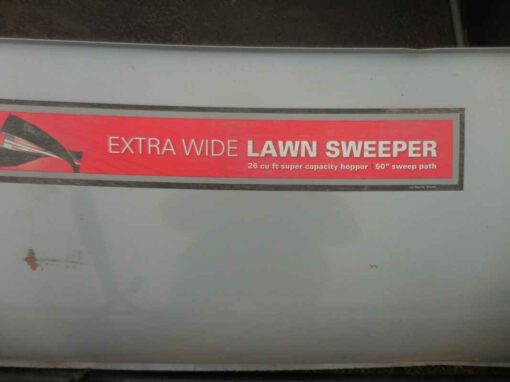 EXTRA WIDE LAWN SWEEPER
26 cu ft super capacity hopper 50" sweep path